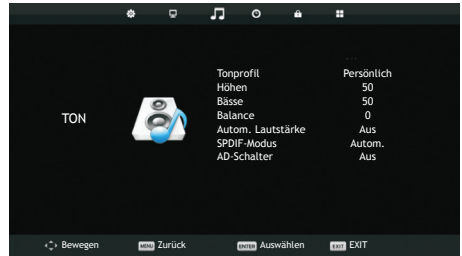 TON
Tonprofil Persönlich
Höhen 50
Bässe 50
Balance 0
Autom. Lautstärke Aus
SPDIF-Modus Autom.
AD-Schalter Aus
Bewegen MENU Zurück ENTER Auswählen EXIT EXIT